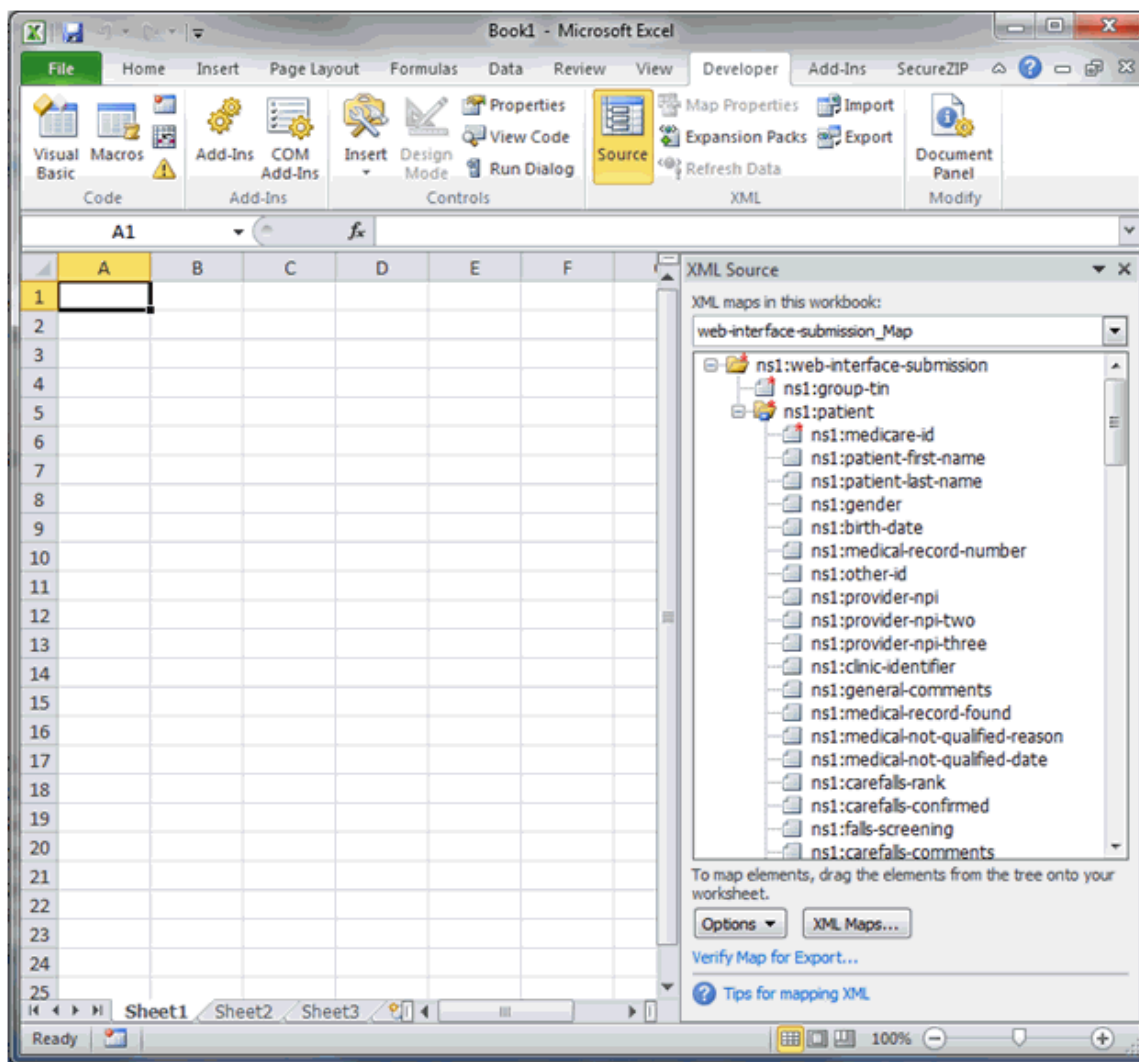 Book1 - Microsoft Excel
File Home Insert Page Layout Formulas Data Review View Developer Add-Ins SecureZIP
Visual Basic
Macros
Add-Ins
COM Add-Ins
Insert
Design Mode
Properties
View Code
Run Dialog
Source
Map Properties
Expansion Packs
Refresh Data
Import
Export
Document Panel
Code Add-Ins Controls XML Modify
A1 fx
A B C D E F
1
2
3
4
5
6
7
8
9
10
11
12
13
14
15
16
17
18
19
20
21
22
23
24
25
XML Source
XML maps in this workbook:
web-interface-submission_Map
ns1:web-interface-submission
ns1:group-tin
ns1:patient
ns1:medicare-id
ns1:patient-first-name
ns1:patient-last-name
ns1:gender
ns1:birth-date
ns1:medical-record-number
ns1:other-id
ns1:provider-npi
ns1:provider-npi-two
ns1:provider-npi-three
ns1:clinic-identifier
ns1:general-comments
ns1:medical-record-found
ns1:medical-not-qualified-reason
ns1:medical-not-qualified-date
ns1:carefalls-rank
ns1:carefalls-confirmed
ns1:falls-screening
ns1:carefalls-comments
To map elements, drag the elements from the tree onto your
worksheet.
Options XML Maps...
Verify Map for Export...
Tips for mapping XML
Sheet1 Sheet2 Sheet3
Ready 100%